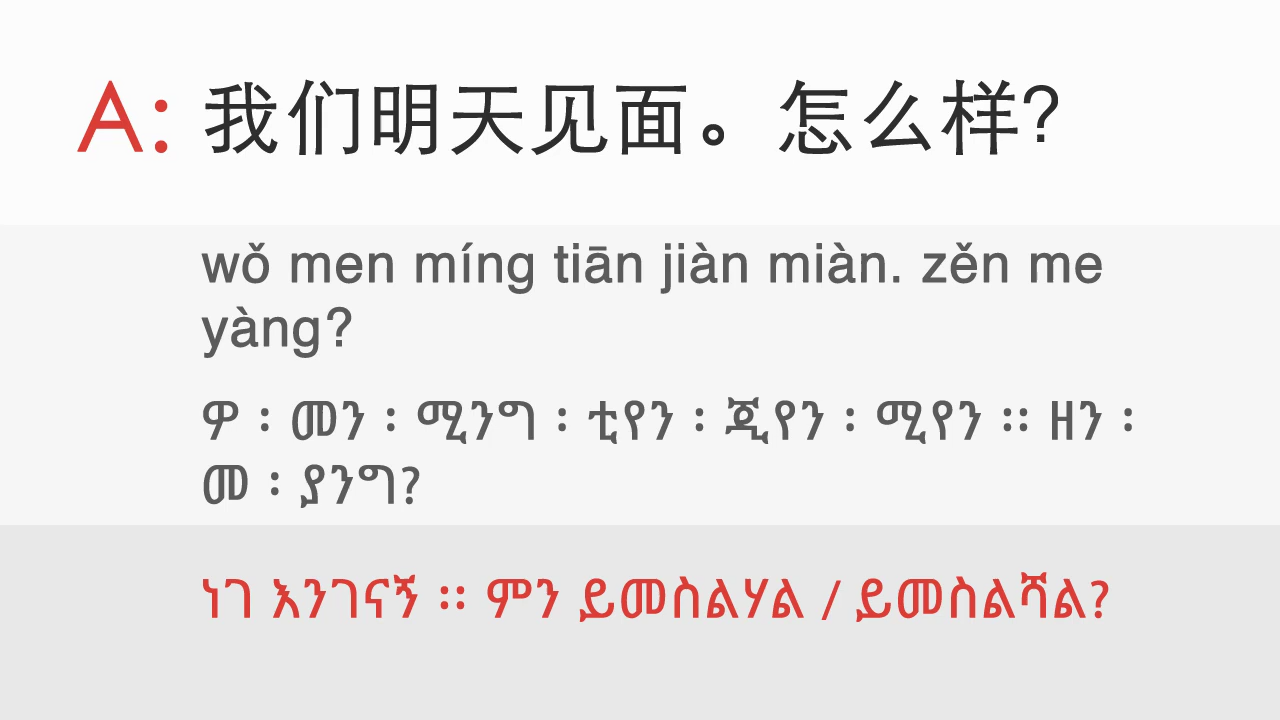 A: 我们明天见面。怎么样?
wǒ men míng tiān jiàn miàn. zěn me
yàng?
ዎ ፡ መን ፡ ሚንግ ፡ ቲየን ፡ ጂየን ፡ ሚየን ፡፡ ዘን ፡
መ ፡ ያንግ?
ነገ እንገናኝ ፡፡ ምን ይመስልሃል / ይመስልሻል?